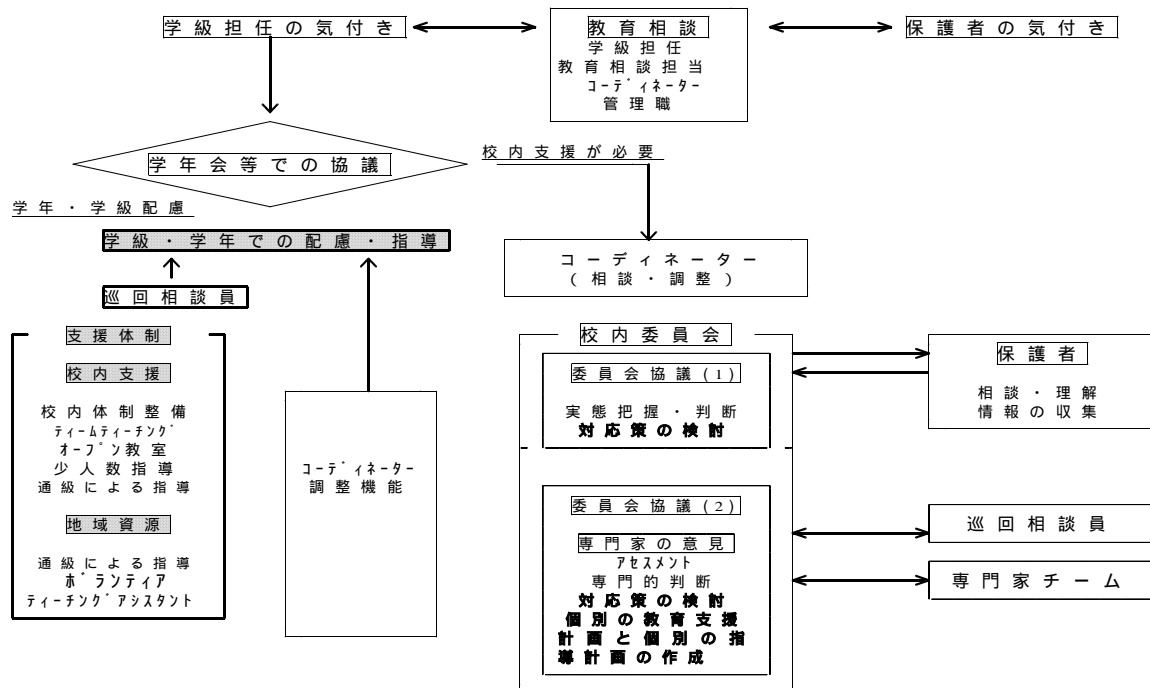 学級担任の気付き
教育相談
学級担任
教育相談担当
コーディネーター
管理職
保護者の気付き
学年会等での協議
校内支援が必要
学年・学級配慮
学級・学年での配慮・指導
コーディネーター
(相談・調整)
巡回相談員
支援体制
校内支援
校内体制整備
ティームティーチング
オープン教室
少人数指導
通級による指導
地域資源
通級による指導
ボランティア
ティーチングアシスタント
コーディネーター
調整機能
校内委員会
委員会協議(1)
実態把握・判断
対応策の検討
委員会協議(2)
専門家の意見
アセスメント
専門的判断
対応策の検討
個別の教育支援
計画と個別の指
導計画の作成
保護者
相談・理解
情報の収集
巡回相談員
専門家チーム